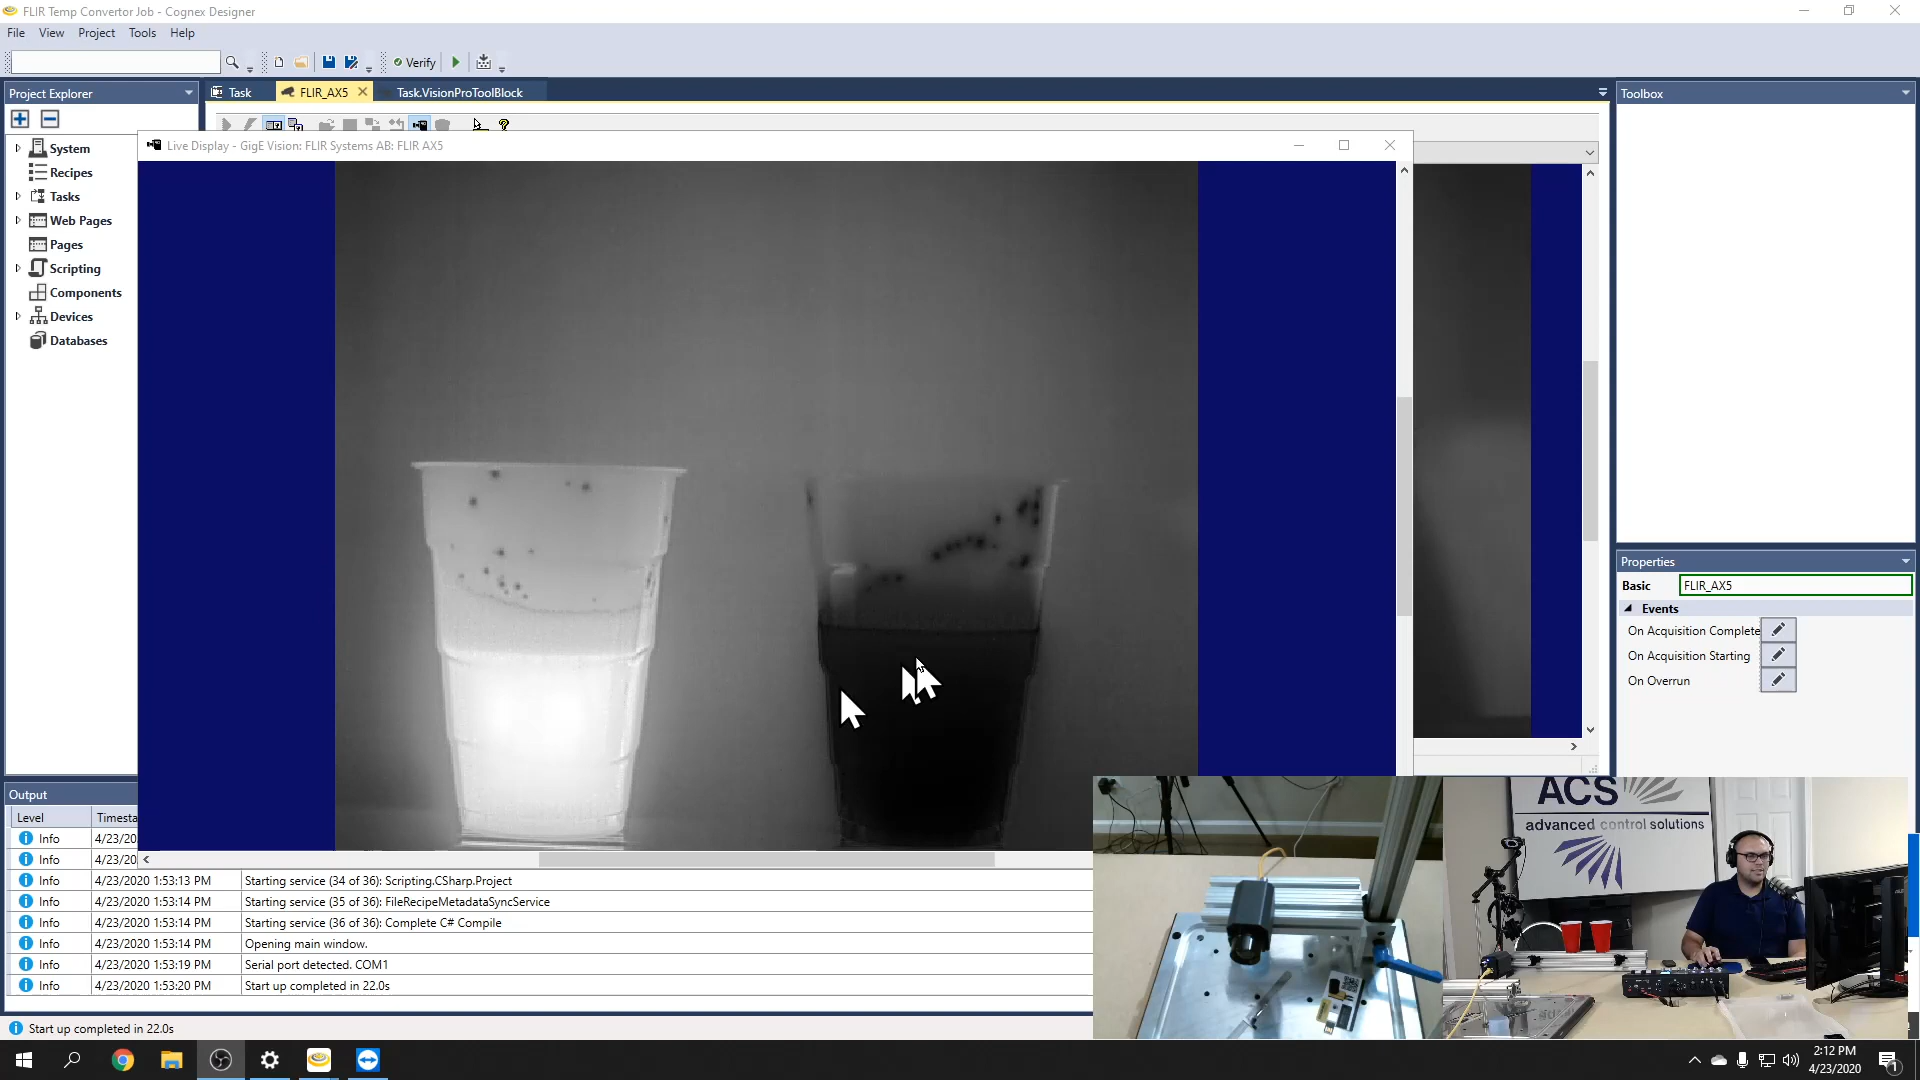 FLIR Temp Convertor Job - Cognex Designer
File View Project Tools Help
Verify
Project Explorer
Task
FLIR_AX5
Task.VisionProToolBlock
Toolbox
Live Display - GigE Vision: FLIR Systems AB: FLIR AX5
System
Recipes
Tasks
Web Pages
Pages
Scripting
Components
Devices
Databases
Properties
Basic FLIR_AX5
Events
On Acquisition Complete
On Acquisition Starting
On Overrun
Output
Level Timesta
Info 4/23/20
Info 4/23/20
Info 4/23/2020 1:53:13 PM Starting service (34 of 36): Scripting.CSharp.Project
Info 4/23/2020 1:53:14 PM Starting service (35 of 36): FileRecipeMetadataSyncService
Info 4/23/2020 1:53:14 PM Starting service (36 of 36): Complete C# Compile
Info 4/23/2020 1:53:14 PM Opening main window.
Info 4/23/2020 1:53:19 PM Serial port detected. COM1
Info 4/23/2020 1:53:20 PM Start up completed in 22.0s
Start up completed in 22.0s
ACS
advanced control solutions
2:12 PM
4/23/2020
1